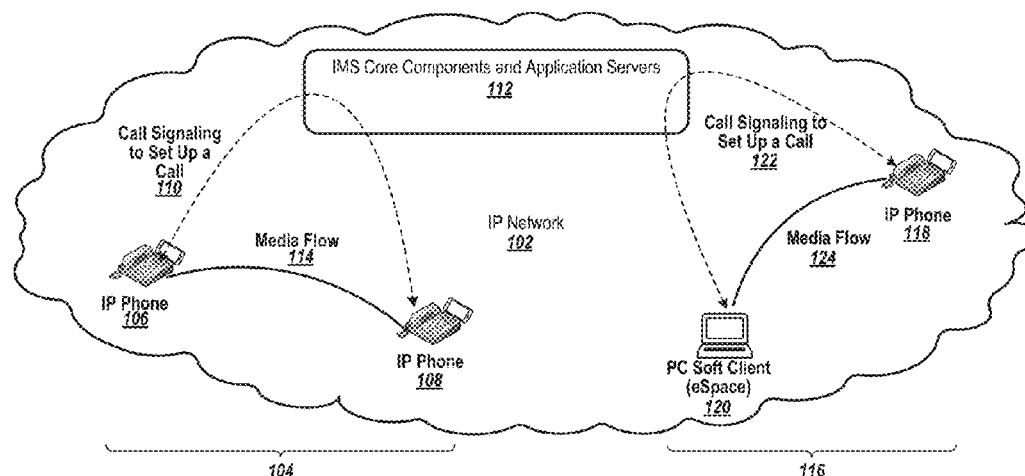 IMS Core Components and Application Servers
112
Call Signaling
to Set Up a
Call
110
Call Signaling to
Set Up a Call
122
IP Phone
118
IP Network
102
Media Flow
114
Media Flow
124
IP Phone
106
IP Phone
108
PC Soft Client
(eSpace)
120
104
116